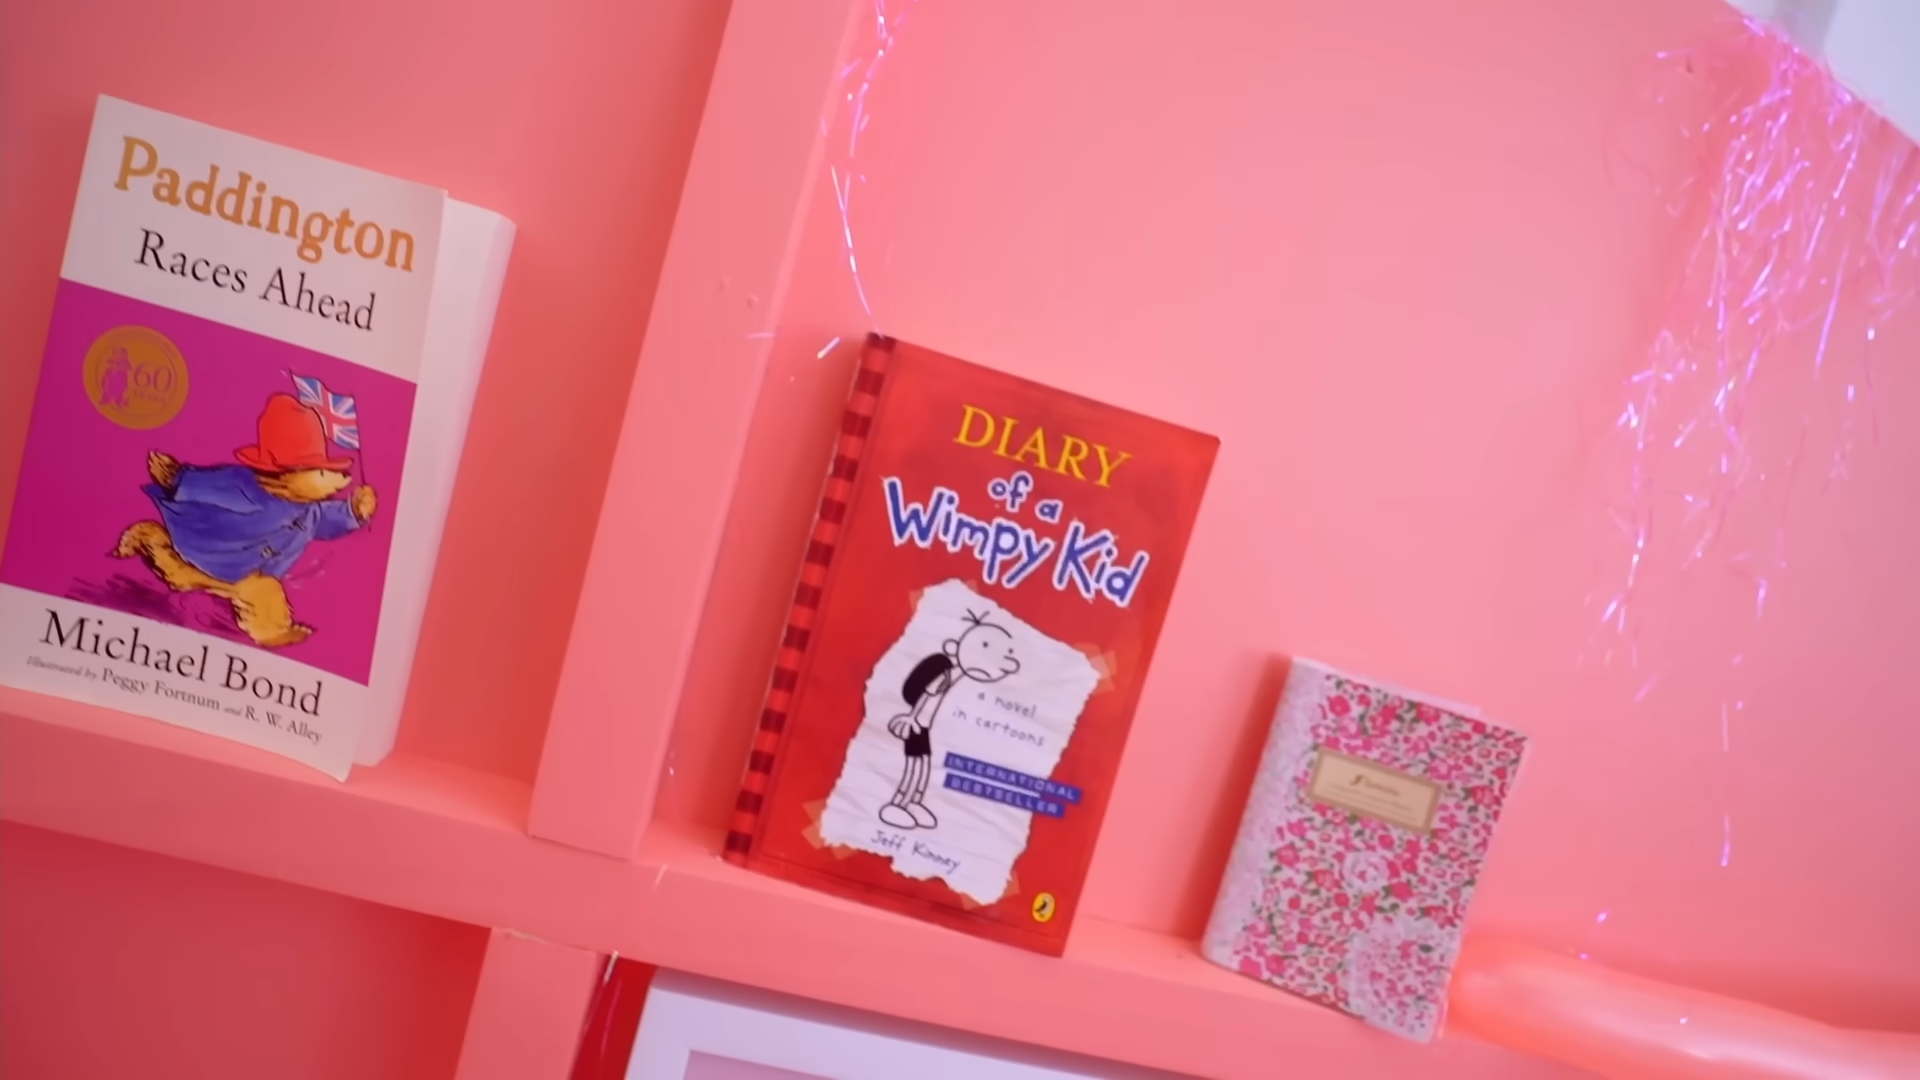 Paddington
Races Ahead
60
YEARS
Michael Bond
Illustrated by Peggy Fortnum and R. W. Alley
DIARY
of a
Wimpy Kid
a novel
in cartoons
INTERNATIONAL
BESTSELLER
Jeff Kinney